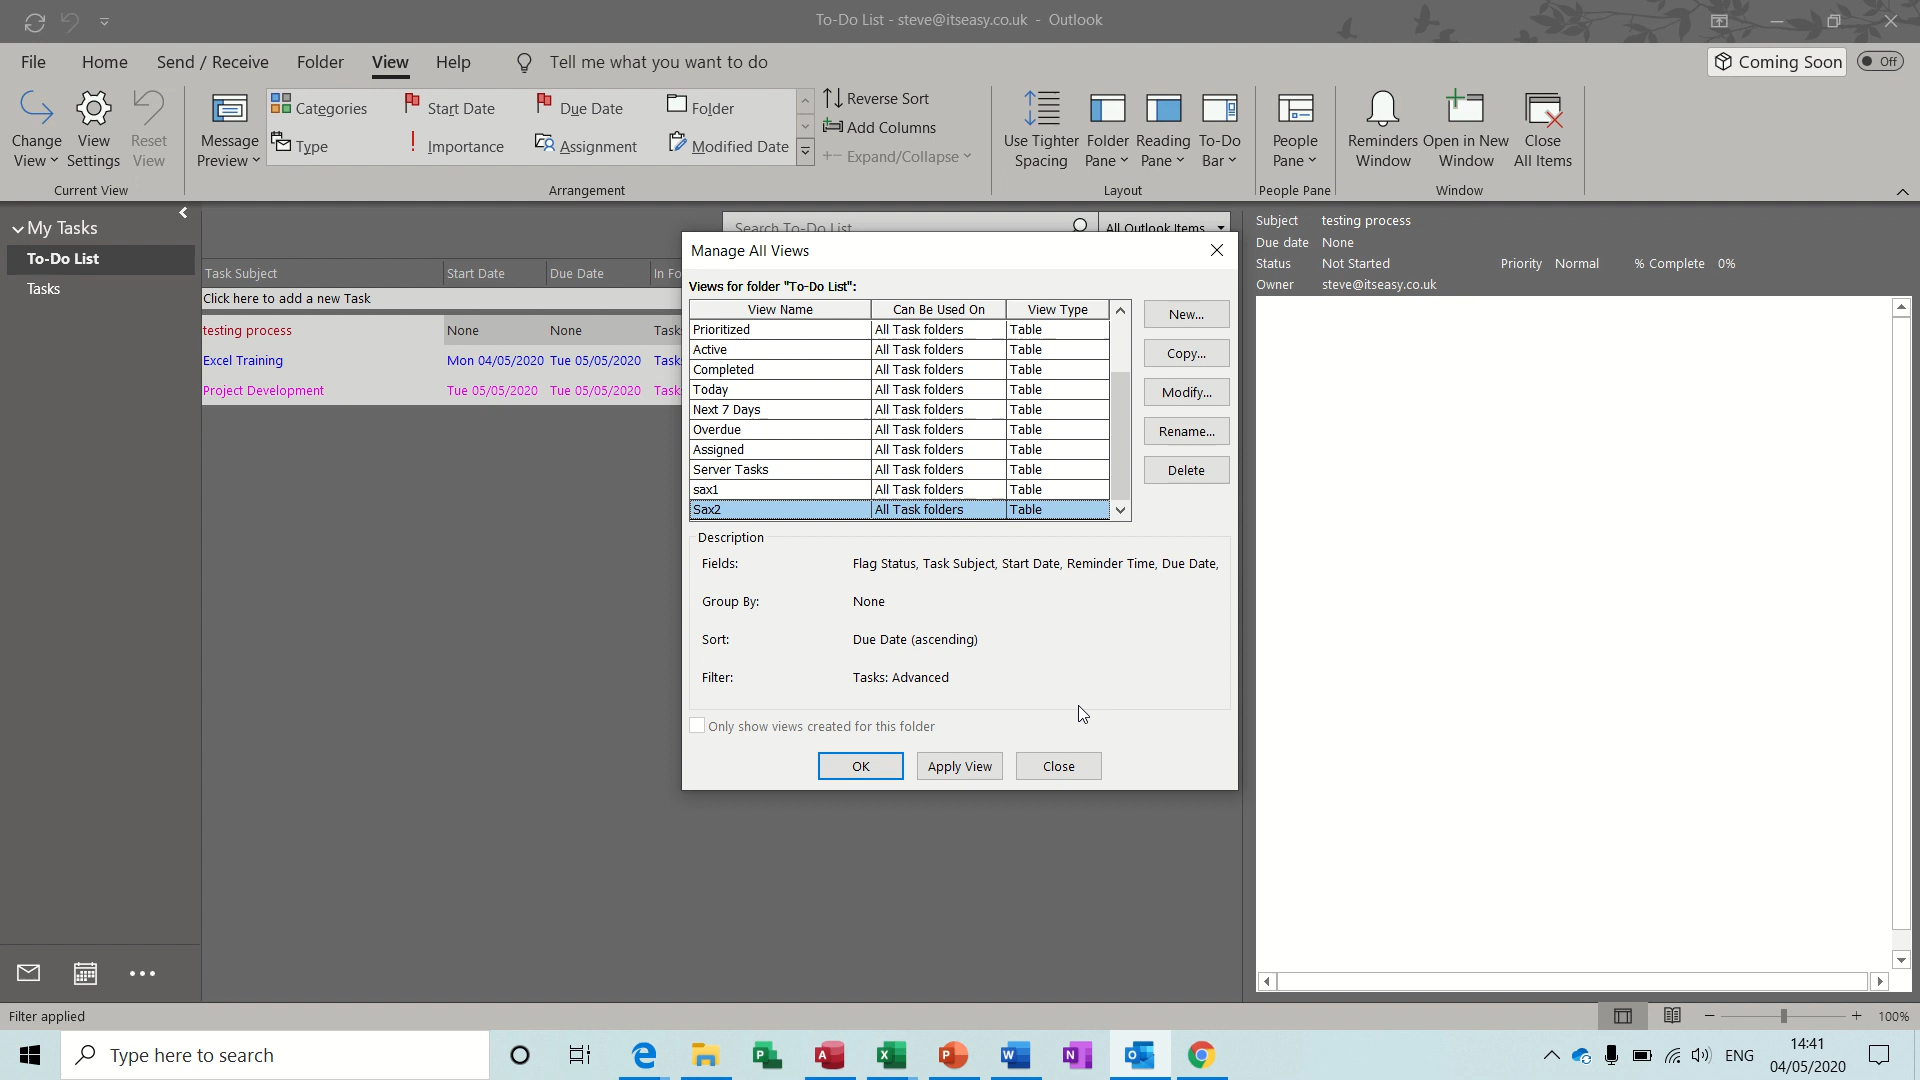 To-Do List - steve@itseasy.co.uk - Outlook
File Home Send / Receive Folder View Help Tell me what you want to do
Coming Soon Off
Change View
View Settings
Reset View
Current View
Message Preview
Categories Start Date Due Date Folder
Type Importance Assignment Modified Date
Arrangement
Reverse Sort
Add Columns
Expand/Collapse
Use Tighter Spacing
Folder Pane
Reading Pane
To-Do Bar
Layout
People Pane
People Pane
Reminders Window
Open in New Window
Close All Items
Window
My Tasks
To-Do List
Tasks
Search To-Do List
All Outlook Items
Task Subject Start Date Due Date In Fo
Click here to add a new Task
testing process None None Task
Excel Training Mon 04/05/2020 Tue 05/05/2020 Task
Project Development Tue 05/05/2020 Tue 05/05/2020 Task
Manage All Views
Views for folder "To-Do List":
View Name Can Be Used On View Type
Prioritized All Task folders Table
Active All Task folders Table
Completed All Task folders Table
Today All Task folders Table
Next 7 Days All Task folders Table
Overdue All Task folders Table
Assigned All Task folders Table
Server Tasks All Task folders Table
sax1 All Task folders Table
Sax2 All Task folders Table
New...
Copy...
Modify...
Rename...
Delete
Description
Fields: Flag Status, Task Subject, Start Date, Reminder Time, Due Date,
Group By: None
Sort: Due Date (ascending)
Filter: Tasks: Advanced
Only show views created for this folder
OK Apply View Close
Subject testing process
Due date None
Status Not Started Priority Normal % Complete 0%
Owner steve@itseasy.co.uk
Filter applied
100%
Type here to search
ENG
14:41
04/05/2020